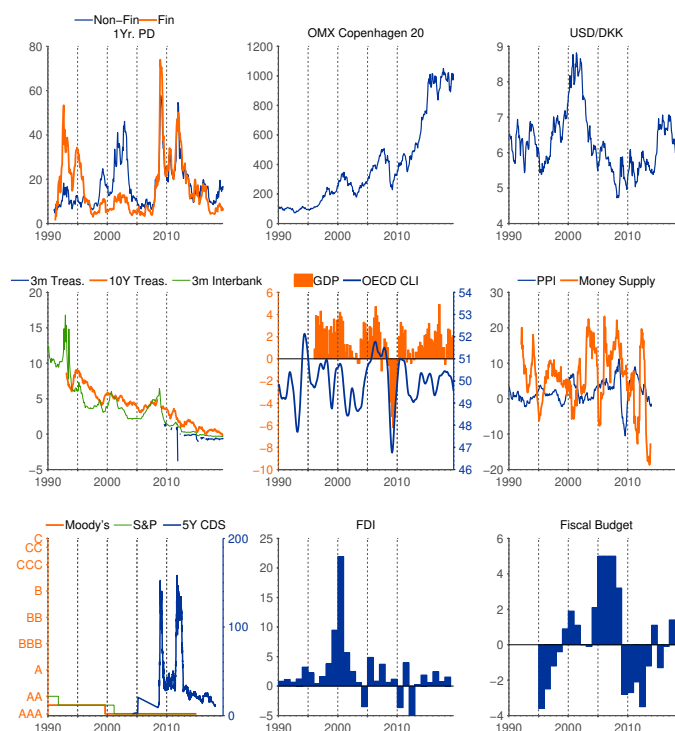 Non−Fin Fin
1Yr. PD
80
60
40
20
0
1990 2000 2010
OMX Copenhagen 20
1200
1000
800
600
400
200
0
1990 2000 2010
USD/DKK
9
8
7
6
5
4
1990 2000 2010
3m Treas. 10Y Treas. 3m Interbank
20
15
10
5
0
−5
1990 2000 2010
GDP OECD CLI
6 54
4 53
2 52
0 51
−2 50
−4 49
−6 48
−8 47
−10 46
1990 2000 2010
PPI Money Supply
30
20
10
0
−10
−20
1990 2000 2010
Moody's S&P 5Y CDS
C 200
CC
CCC
B
BB 100
BBB
A
AA
AAA 0
1990 2000 2010
FDI
25
20
15
10
5
0
−5
1990 2000 2010
Fiscal Budget
6
4
2
0
−2
−4
1990 2000 2010